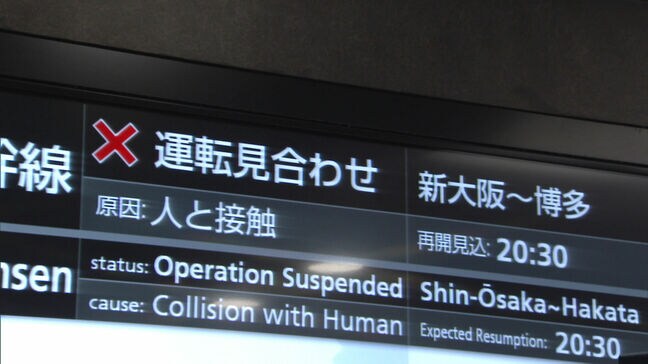 幹線
× 運転見合わせ
新大阪～博多
原因: 人と接触
再開見込: 20:30
nsen
status: Operation Suspended
Shin-Ōsaka~Hakata
cause: Collision with Human
Expected Resumption: 20:30